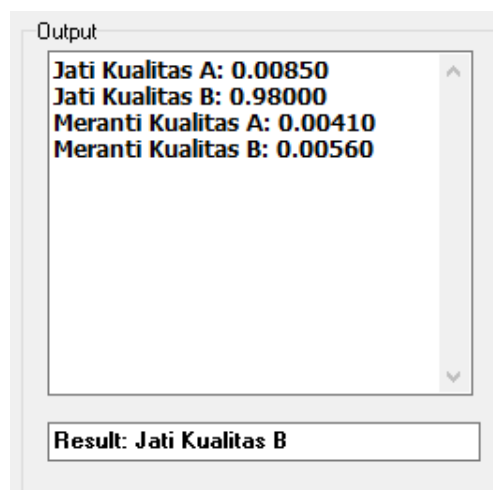 Output
Jati Kualitas A: 0.00850
Jati Kualitas B: 0.98000
Meranti Kualitas A: 0.00410
Meranti Kualitas B: 0.00560
Result: Jati Kualitas B